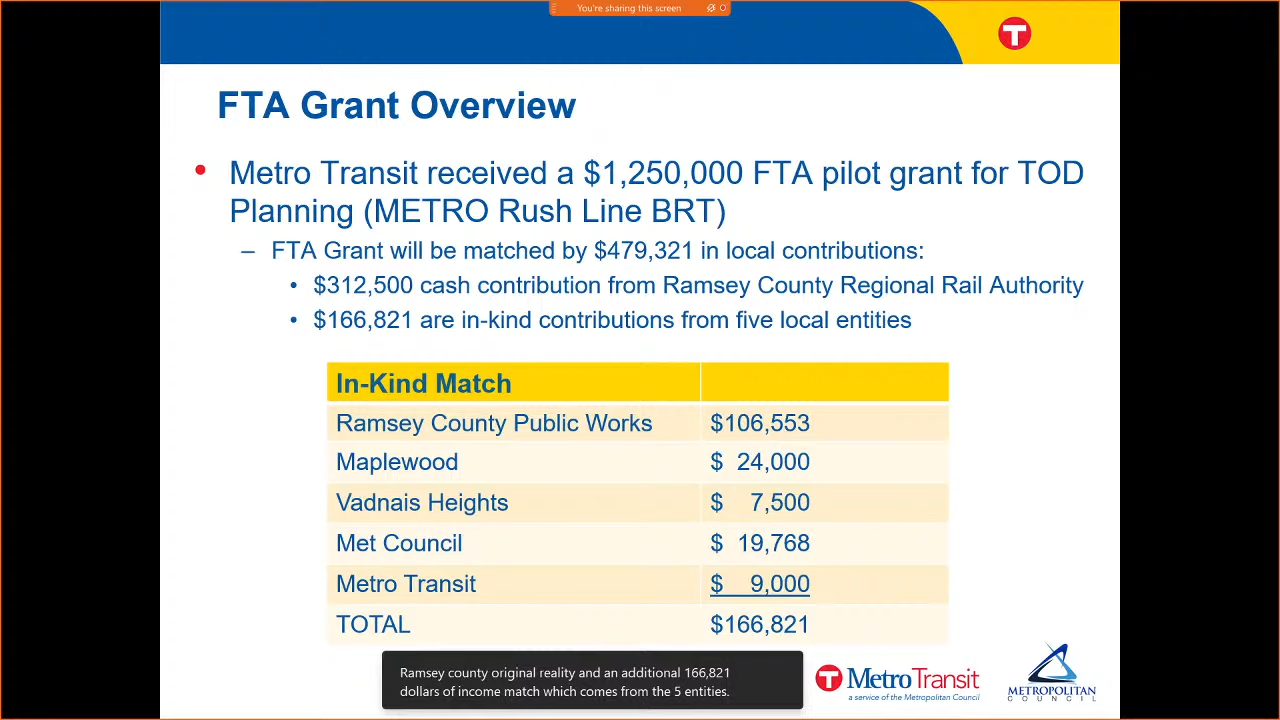 You're sharing this screen
T
FTA Grant Overview
• Metro Transit received a $1,250,000 FTA pilot grant for TOD
Planning (METRO Rush Line BRT)
– FTA Grant will be matched by $479,321 in local contributions:
• $312,500 cash contribution from Ramsey County Regional Rail Authority
• $166,821 are in-kind contributions from five local entities
In-Kind Match
Ramsey County Public Works $106,553
Maplewood $ 24,000
Vadnais Heights $ 7,500
Met Council $ 19,768
Metro Transit $ 9,000
TOTAL $166,821
Ramsey county original reality and an additional 166,821
dollars of income match which comes from the 5 entities.
T MetroTransit
a service of the Metropolitan Council
METROPOLITAN
COUNCIL